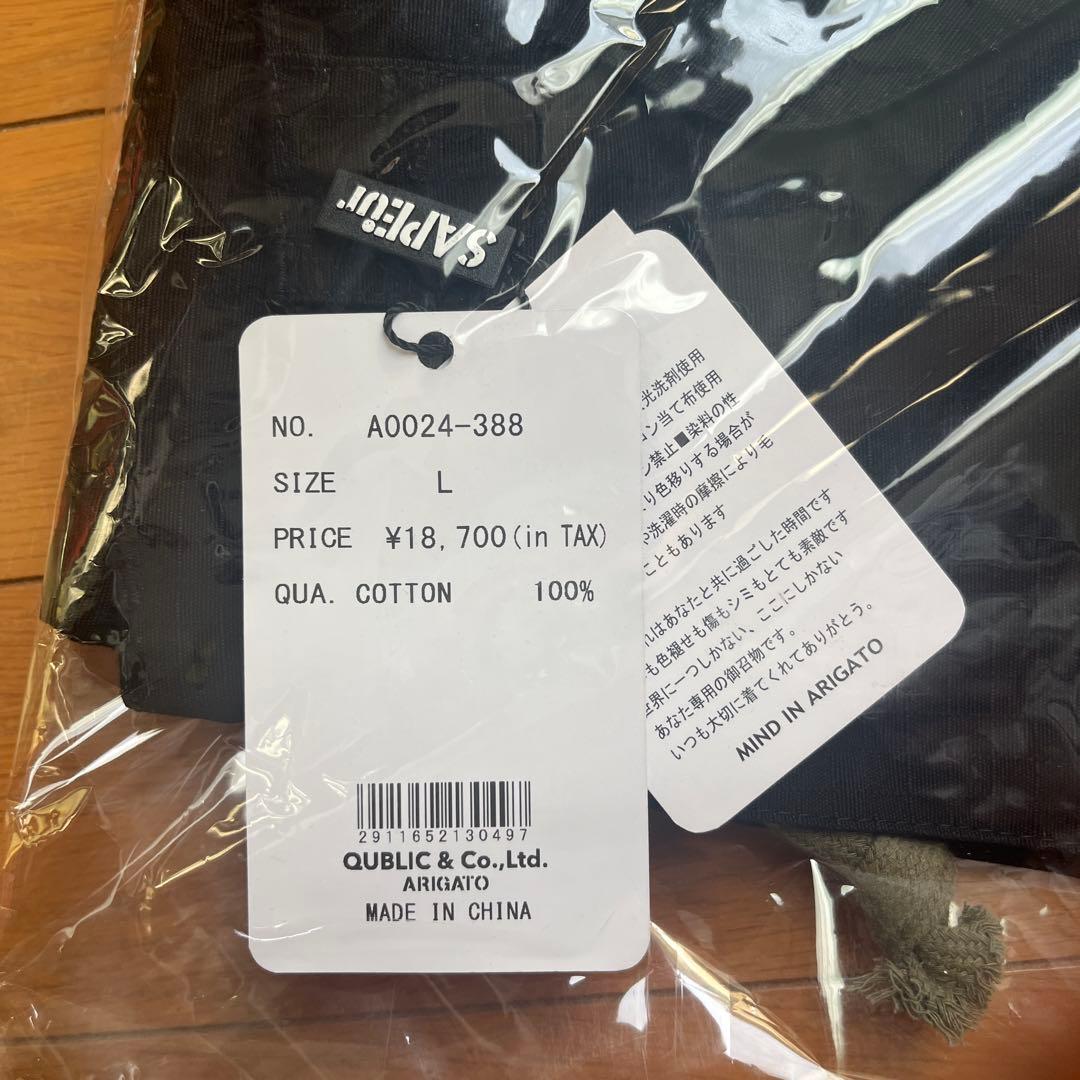 SAPEur
NO. A0024-388
SIZE L
PRICE ¥18,700(in TAX)
QUA. COTTON 100%
2911652130497
QUBLIC & Co.,Ltd.
ARIGATO
MADE IN CHINA
光洗剤使用
ン当て布使用
禁止■染料の性
り色移りする場合が
や洗濯時の摩擦によりも
こともあります
れはあなたと共に過ごした時間です
も色褪せも傷もシミもとても素敵です
世界に一つしかない、ここにしかない
あなた専用の御召物です。
いつも大切に着てくれてありがとう。
MIND IN ARIGATO